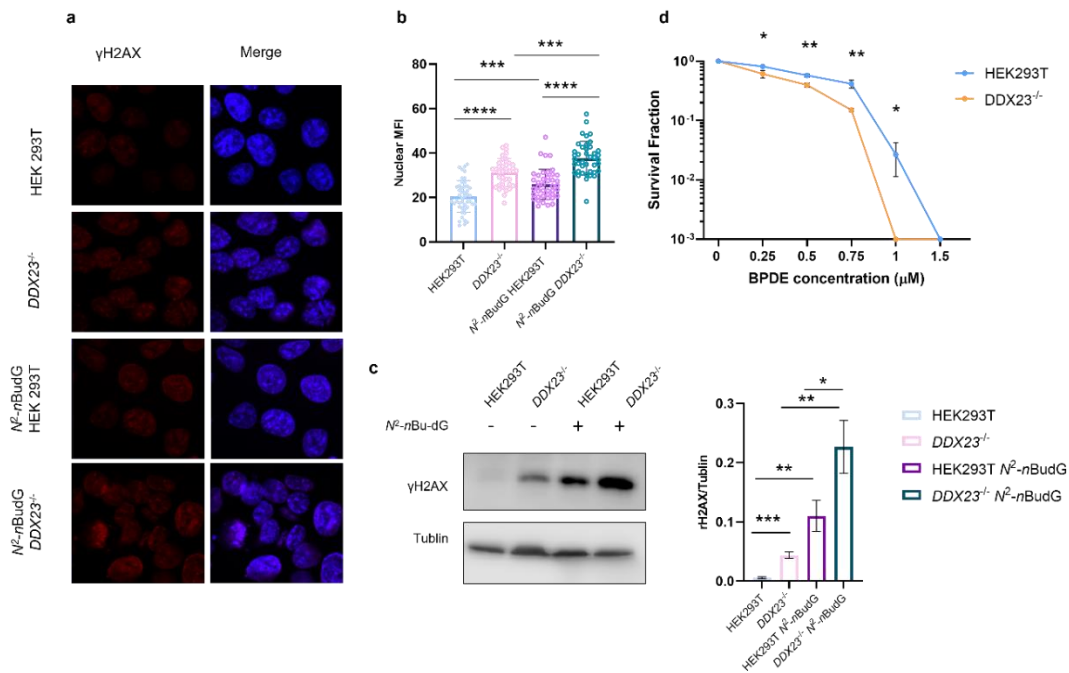 a
γH2AX Merge
HEK 293T
DDX23-/-
N2-nBudG
HEK 293T
N2-nBudG
DDX23-/-
b
***
*** ****
****
Nuclear MFI
80
60
40
20
0
HEK293T
DDX23-/-
N2-nBudG HEK293T
N2-nBudG DDX23-/-
d
* ** ** *
Survival Fraction
100
10-1
10-2
10-3
0 0.25 0.5 0.75 1 1.5
BPDE concentration (μM)
HEK293T
DDX23-/-
c
HEK293T DDX23-/- HEK293T DDX23-/-
N2-nBu-dG - - + +
γH2AX
Tublin
*
**
**
***
rH2AX/Tublin
0.3
0.2
0.1
0.0
HEK293T
DDX23-/-
HEK293T N2-nBudG
DDX23-/- N2-nBudG
HEK293T
DDX23-/-
HEK293T N2-nBudG
DDX23-/- N2-nBudG